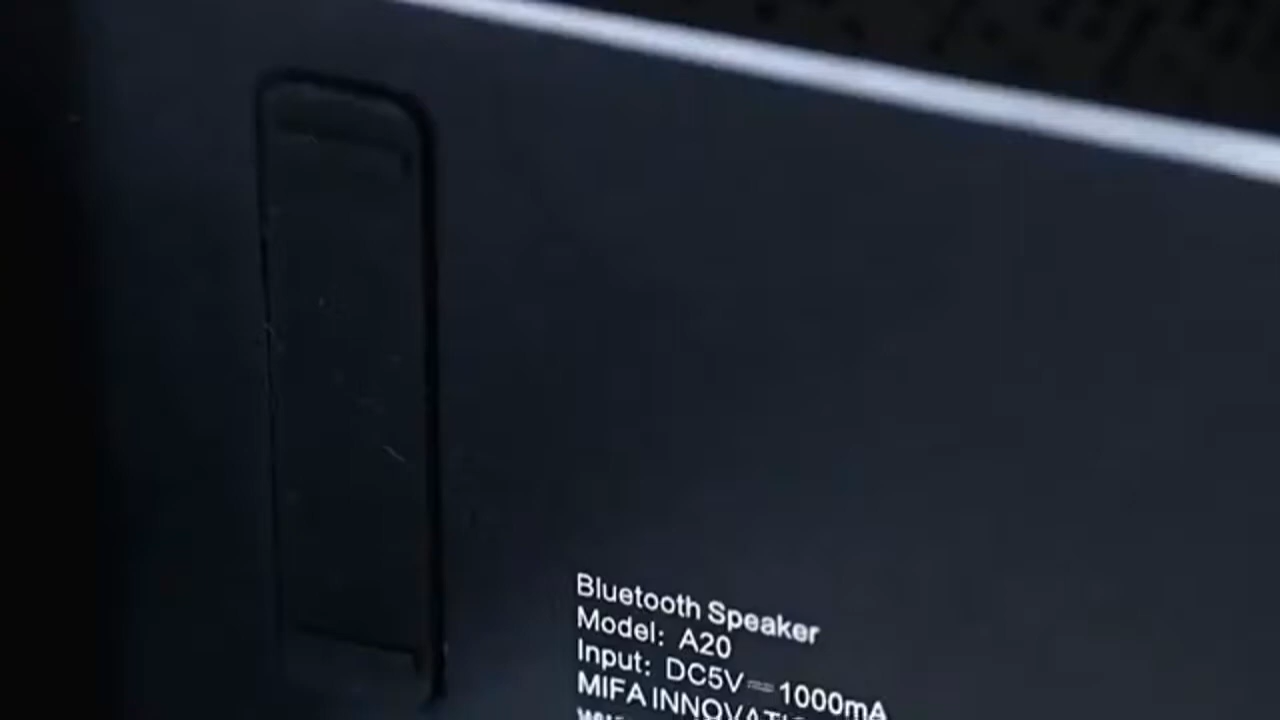 Bluetooth Speaker
Model: A20
Input: DC5V⎓1000mA
MIFA